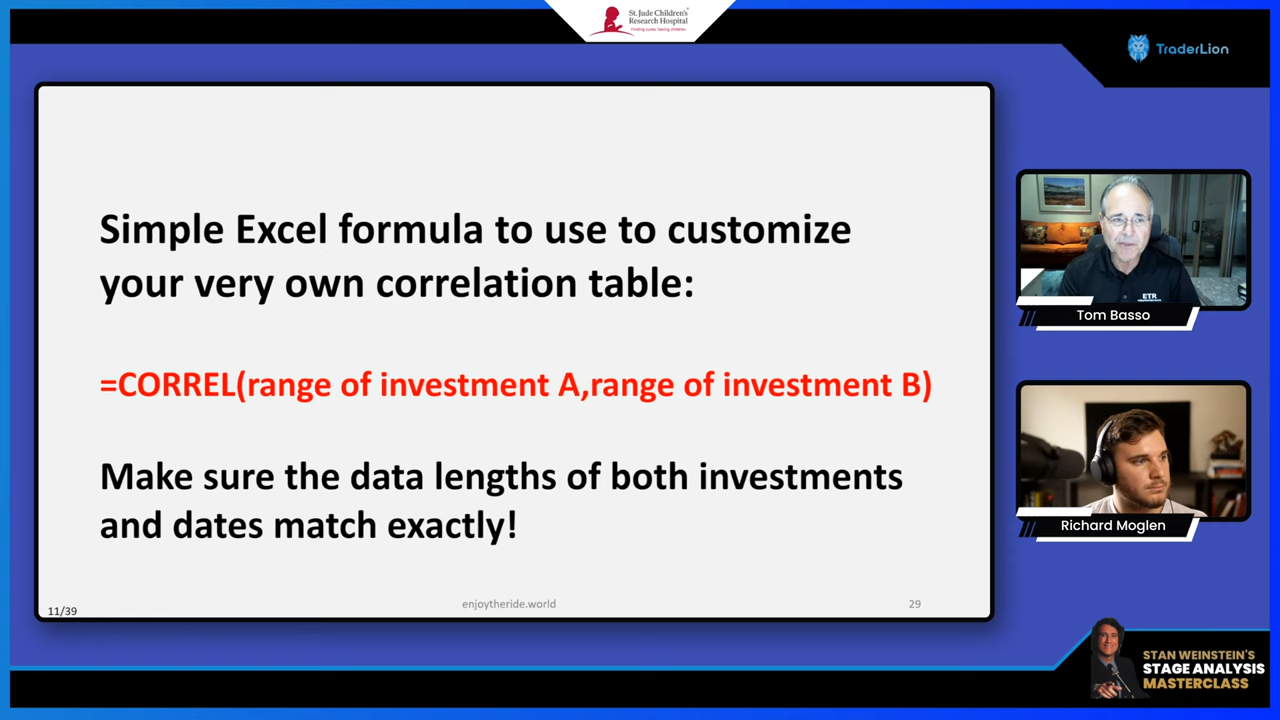 St. Jude Children's
Research Hospital
Finding cures. Saving children.
TraderLion
Simple Excel formula to use to customize
your very own correlation table:
=CORREL(range of investment A,range of investment B)
Make sure the data lengths of both investments
and dates match exactly!
11/39
enjoytheride.world
29
ETR
Tom Basso
Richard Moglen
STAN WEINSTEIN'S
STAGE ANALYSIS
MASTERCLASS